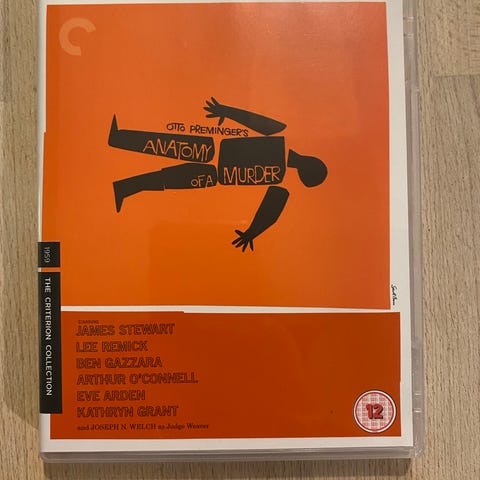 OTTO PREMINGER'S
ANATOMY
OF A MURDER
1959
THE CRITERION COLLECTION
STARRING
JAMES STEWART
LEE REMICK
BEN GAZZARA
ARTHUR O'CONNELL
EVE ARDEN
KATHRYN GRANT
and JOSEPH N. WELCH as Judge Weaver
12